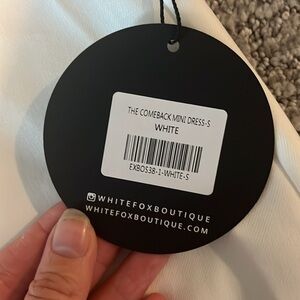 THE COMEBACK MINI DRESS-S
WHITE
EXBO538-1-WHITE-S
WHITEFOXBOUTIQUE
WHITEFOXBOUTIQUE.COM